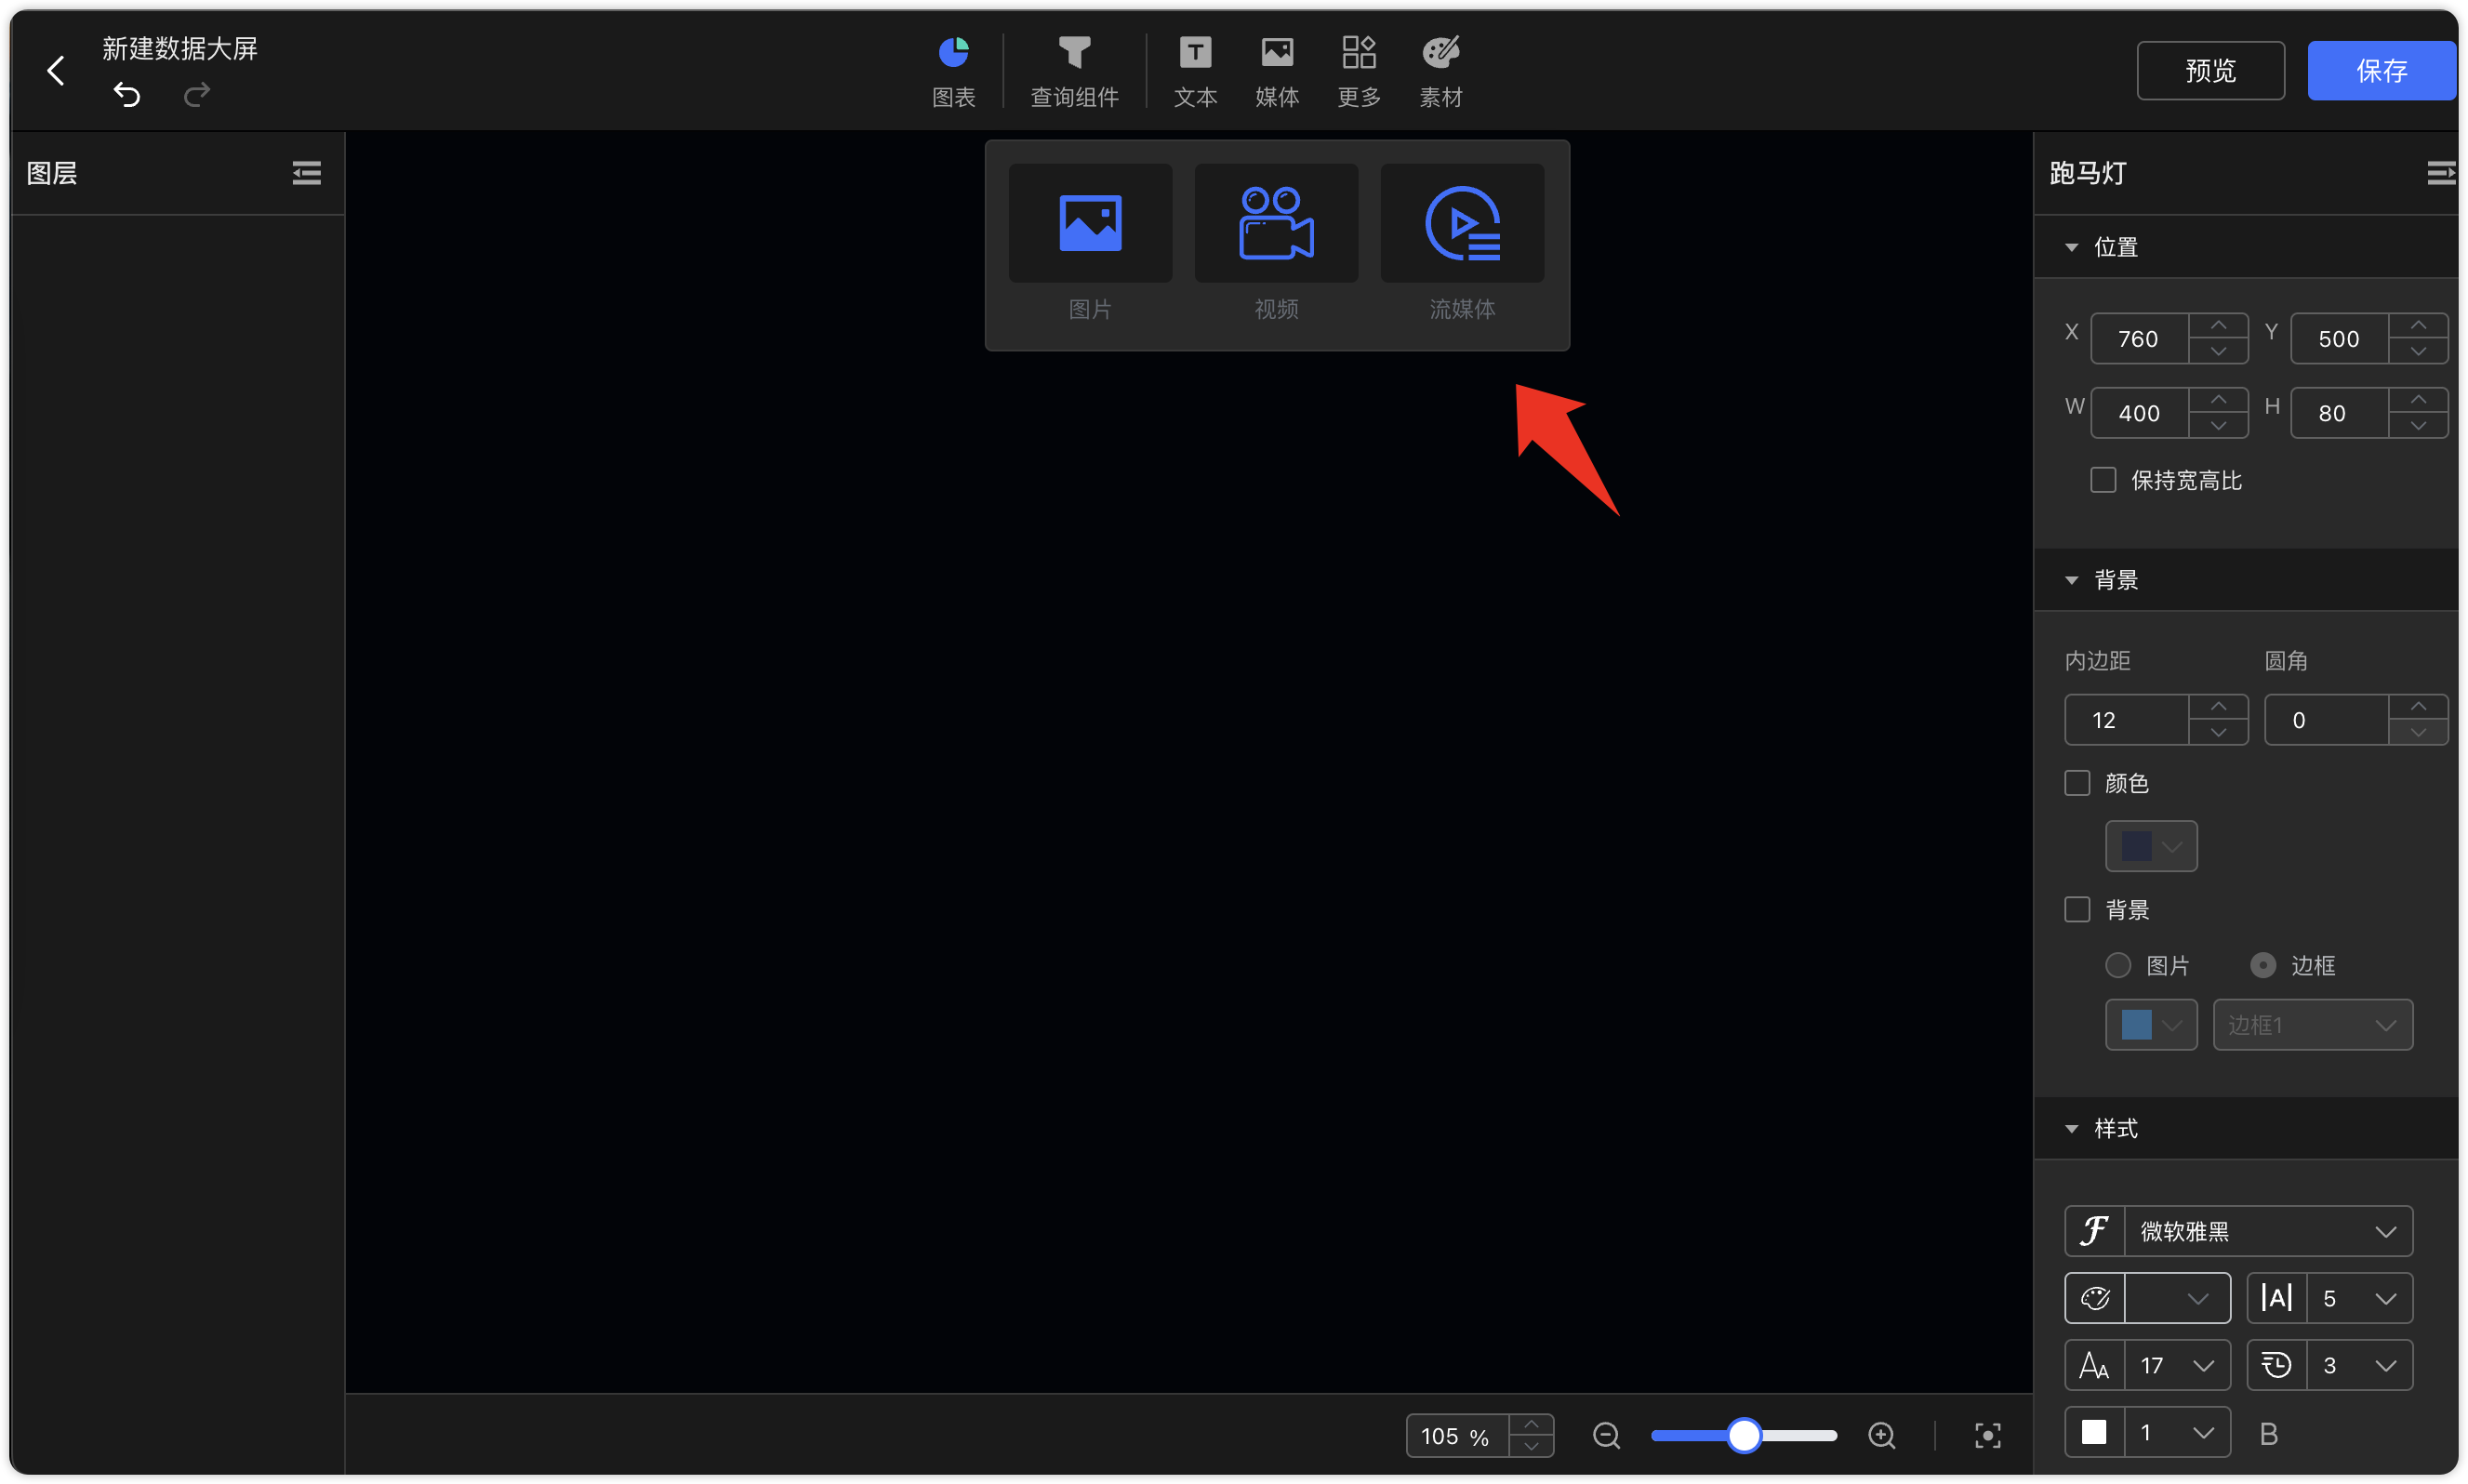 新建数据大屏
图表
查询组件
文本
媒体
更多
素材
预览
保存
图层
图片
视频
流媒体
跑马灯
位置
X 760 Y 500
W 400 H 80
保持宽高比
背景
内边距 圆角
12 0
颜色
背景
图片 边框
边框1
样式
微软雅黑
5
17 3
1 B
105 %